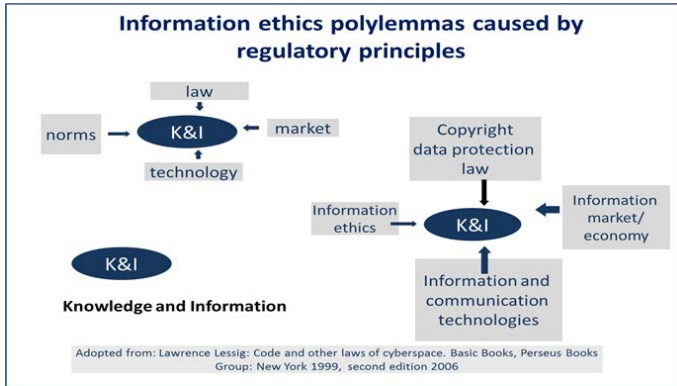 Information ethics polylemmas caused by
regulatory principles
law
norms
K&I
market
technology
Copyright
data protection
law
Information
ethics
K&I
Information
market/
economy
Information and
communication
technologies
K&I
Knowledge and Information
Adopted from: Lawrence Lessig: Code and other laws of cyberspace. Basic Books, Perseus Books
Group: New York 1999, second edition 2006